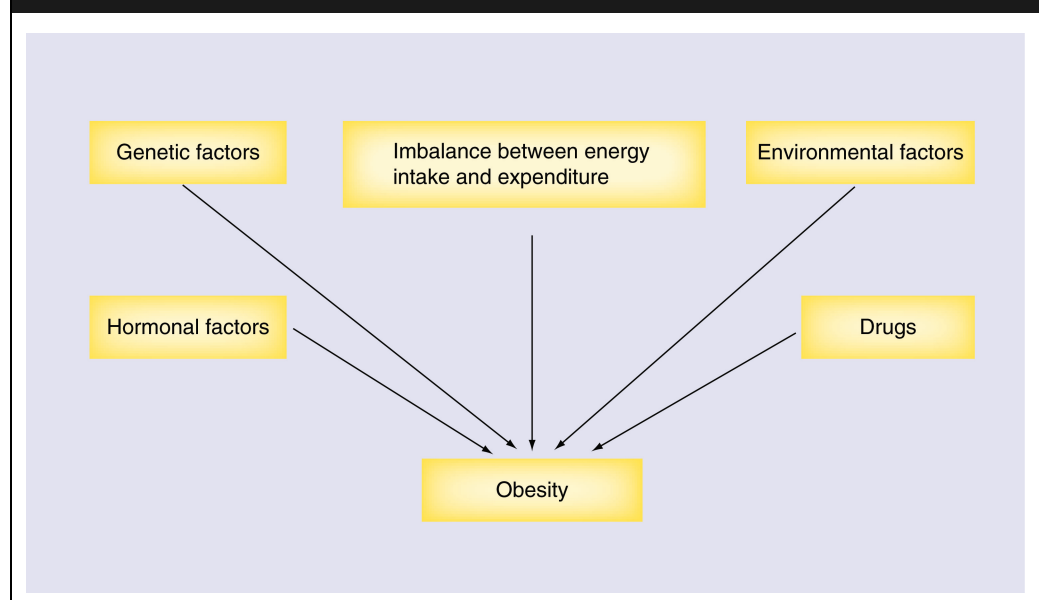 Genetic factors
Imbalance between energy
intake and expenditure
Environmental factors
Hormonal factors
Drugs
Obesity